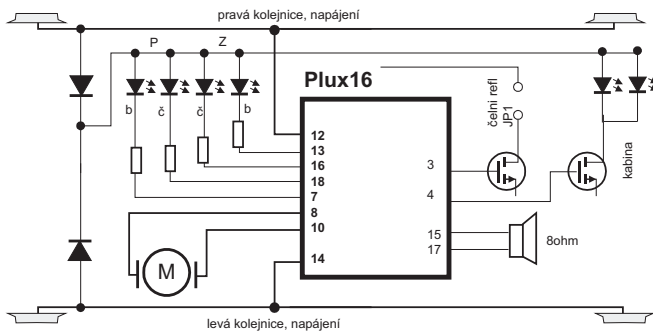 pravá kolejnice, napájení
P Z
Plux16
b č č b
čelní refl
JP1
12
13
16
18
7
8
10
14
3
4
15
17
kabina
8ohm
M
levá kolejnice, napájení